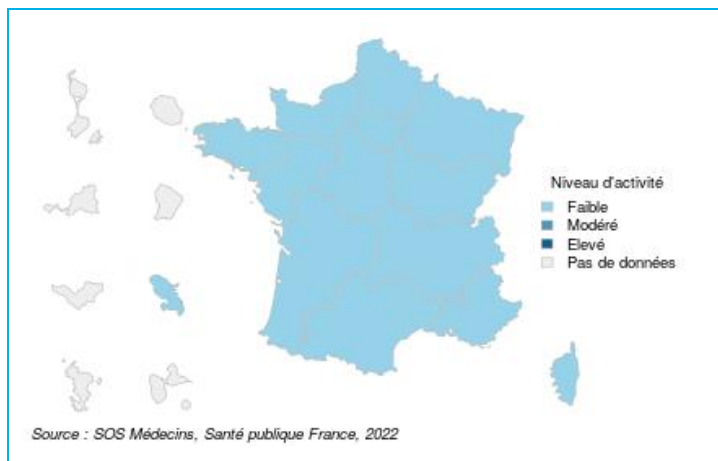 Niveau d'activité
Faible
Modéré
Elevé
Pas de données
Source : SOS Médecins, Santé publique France, 2022